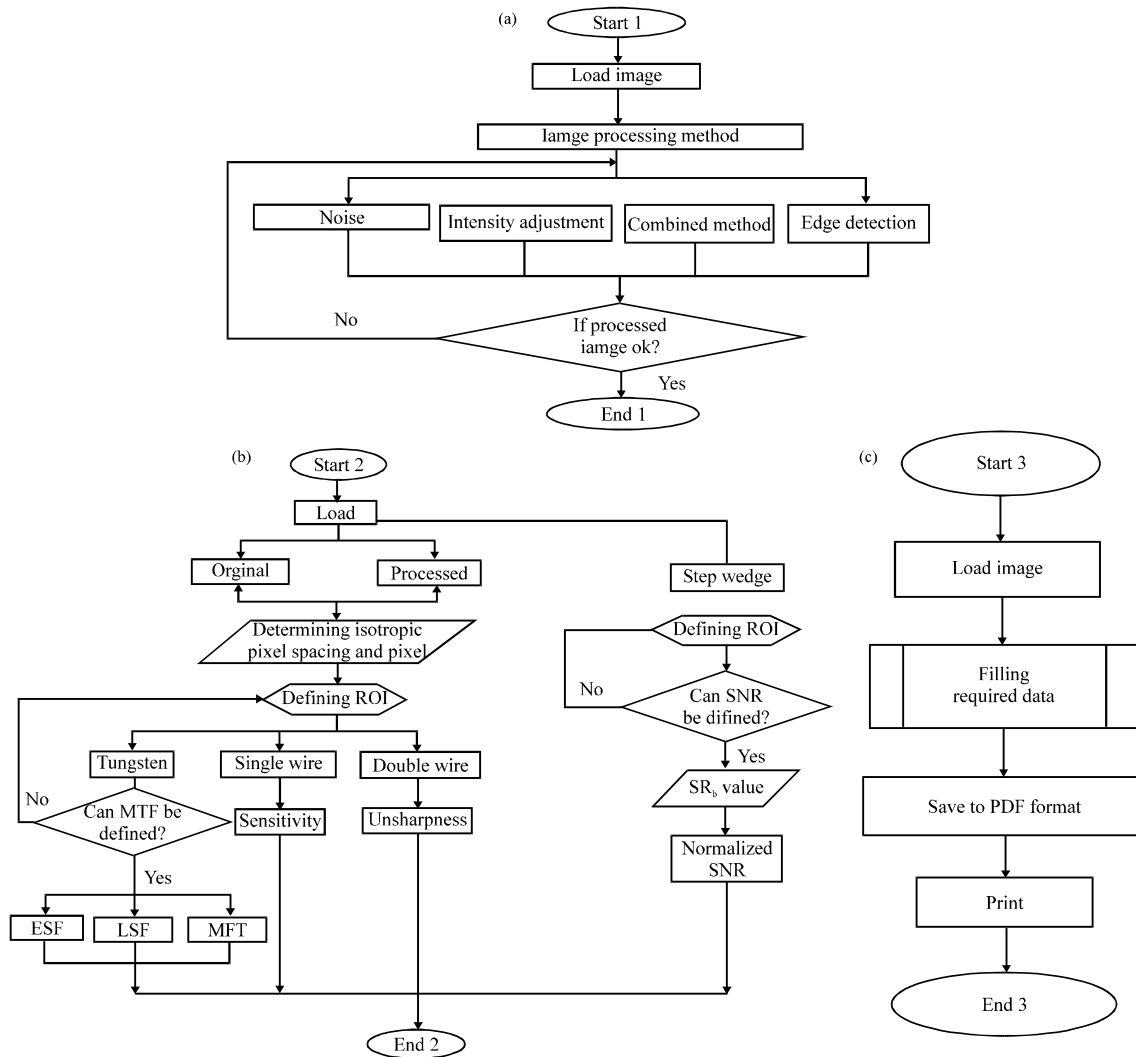 (a)
Start 1
Load image
Iamge processing method
Noise
Intensity adjustment
Combined method
Edge detection
No
If processed
iamge ok?
Yes
End 1
(b)
Start 2
Load
Orginal
Processed
Step wedge
Determining isotropic
pixel spacing and pixel
Defining ROI
Defining ROI
No
Can SNR
be difined?
Yes
Tungsten
Single wire
Double wire
No
Can MTF be
defined?
Sensitivity
Unsharpness
SRb value
Normalized
SNR
Yes
ESF
LSF
MFT
End 2
(c)
Start 3
Load image
Filling
required data
Save to PDF format
Print
End 3